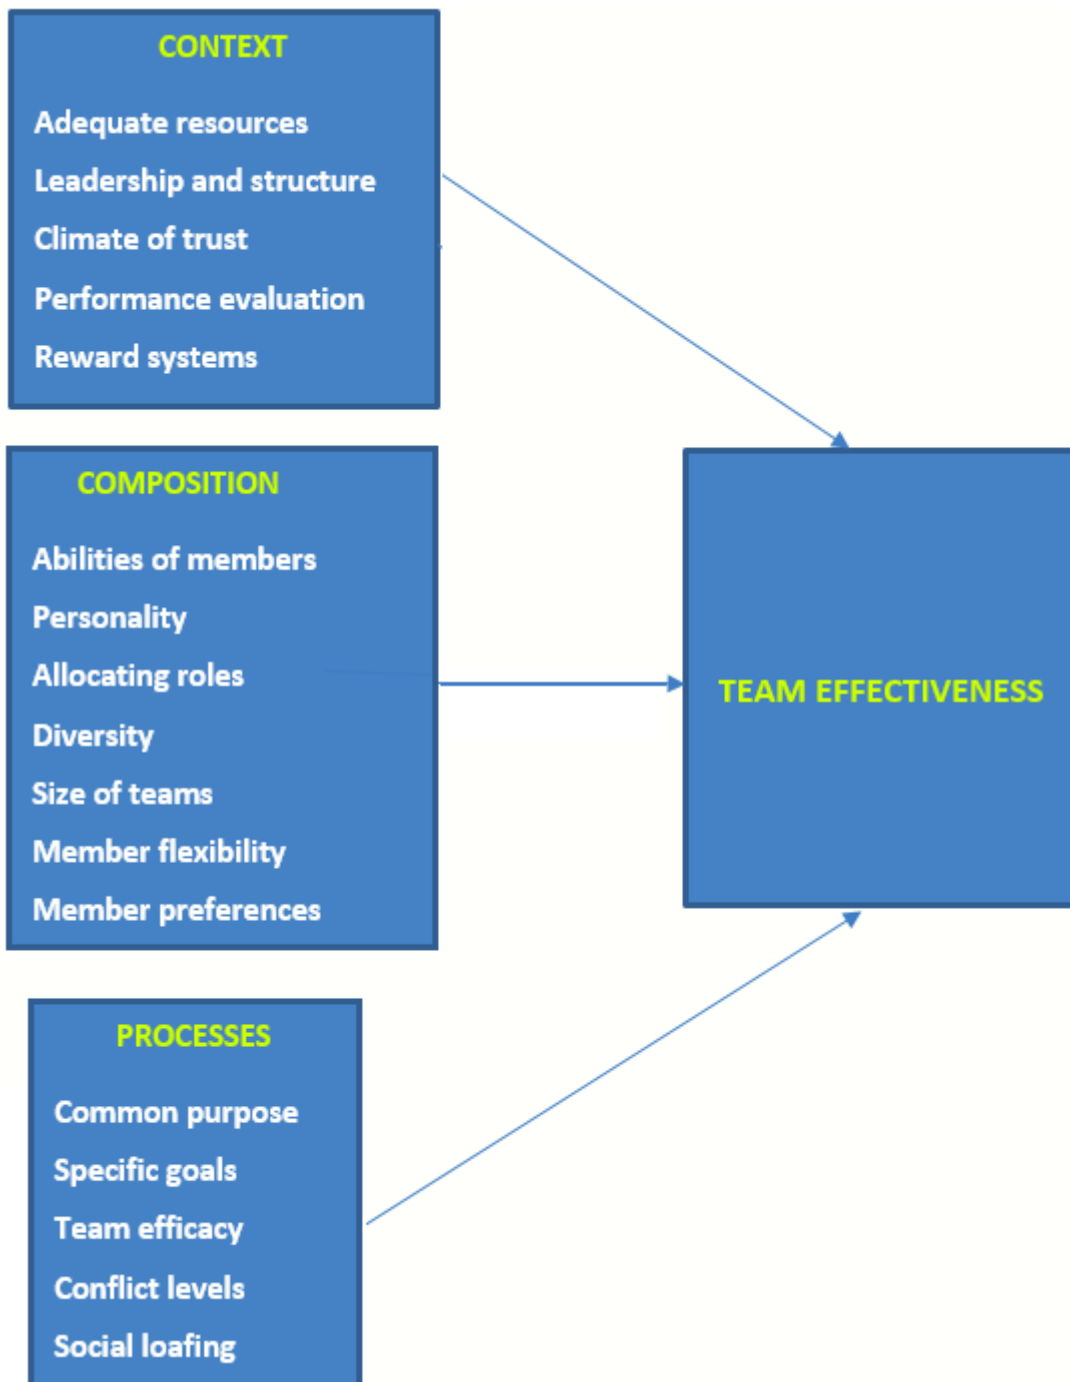 CONTEXT
Adequate resources
Leadership and structure
Climate of trust
Performance evaluation
Reward systems
COMPOSITION
Abilities of members
Personality
Allocating roles
Diversity
Size of teams
Member flexibility
Member preferences
TEAM EFFECTIVENESS
PROCESSES
Common purpose
Specific goals
Team efficacy
Conflict levels
Social loafing